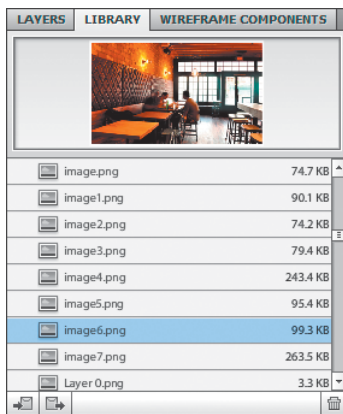 LAYERS LIBRARY WIREFRAME COMPONENTS
image.png 74.7 KB
image1.png 90.1 KB
image2.png 74.2 KB
image3.png 79.4 KB
image4.png 243.4 KB
image5.png 95.4 KB
image6.png 99.3 KB
image7.png 263.5 KB
Layer 0.png 3.3 KB